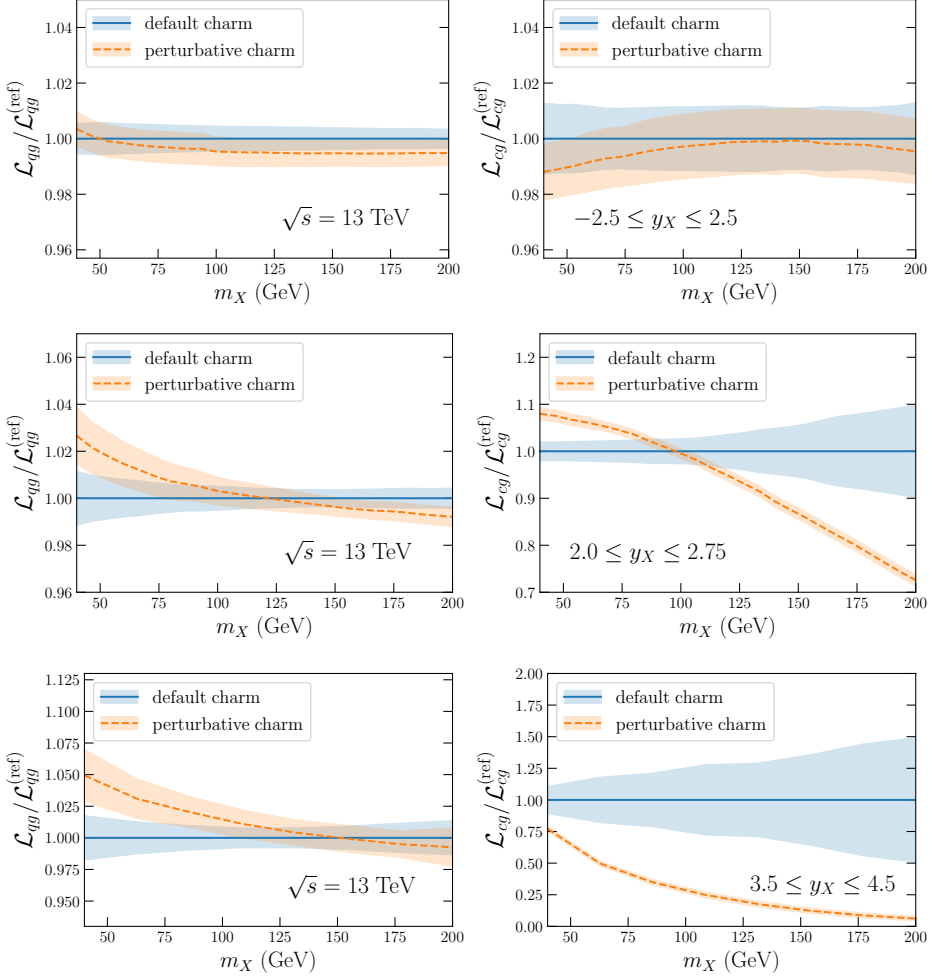 1.04
1.02
1.00
0.98
0.96
50
75
100
125
150
175
200
m_X (GeV)
𝓛_qg/𝓛_qg^(ref)
default charm
perturbative charm
√s = 13 TeV
1.04
1.02
1.00
0.98
0.96
50
75
100
125
150
175
200
m_X (GeV)
𝓛_cg/𝓛_cg^(ref)
default charm
perturbative charm
−2.5 ≤ y_X ≤ 2.5
1.06
1.04
1.02
1.00
0.98
0.96
50
75
100
125
150
175
200
m_X (GeV)
𝓛_qg/𝓛_qg^(ref)
default charm
perturbative charm
√s = 13 TeV
1.2
1.1
1.0
0.9
0.8
0.7
50
75
100
125
150
175
200
m_X (GeV)
𝓛_cg/𝓛_cg^(ref)
default charm
perturbative charm
2.0 ≤ y_X ≤ 2.75
1.125
1.100
1.075
1.050
1.025
1.000
0.975
0.950
50
75
100
125
150
175
200
m_X (GeV)
𝓛_qg/𝓛_qg^(ref)
default charm
perturbative charm
√s = 13 TeV
2.00
1.75
1.50
1.25
1.00
0.75
0.50
0.25
0.00
50
75
100
125
150
175
200
m_X (GeV)
𝓛_cg/𝓛_cg^(ref)
default charm
perturbative charm
3.5 ≤ y_X ≤ 4.5